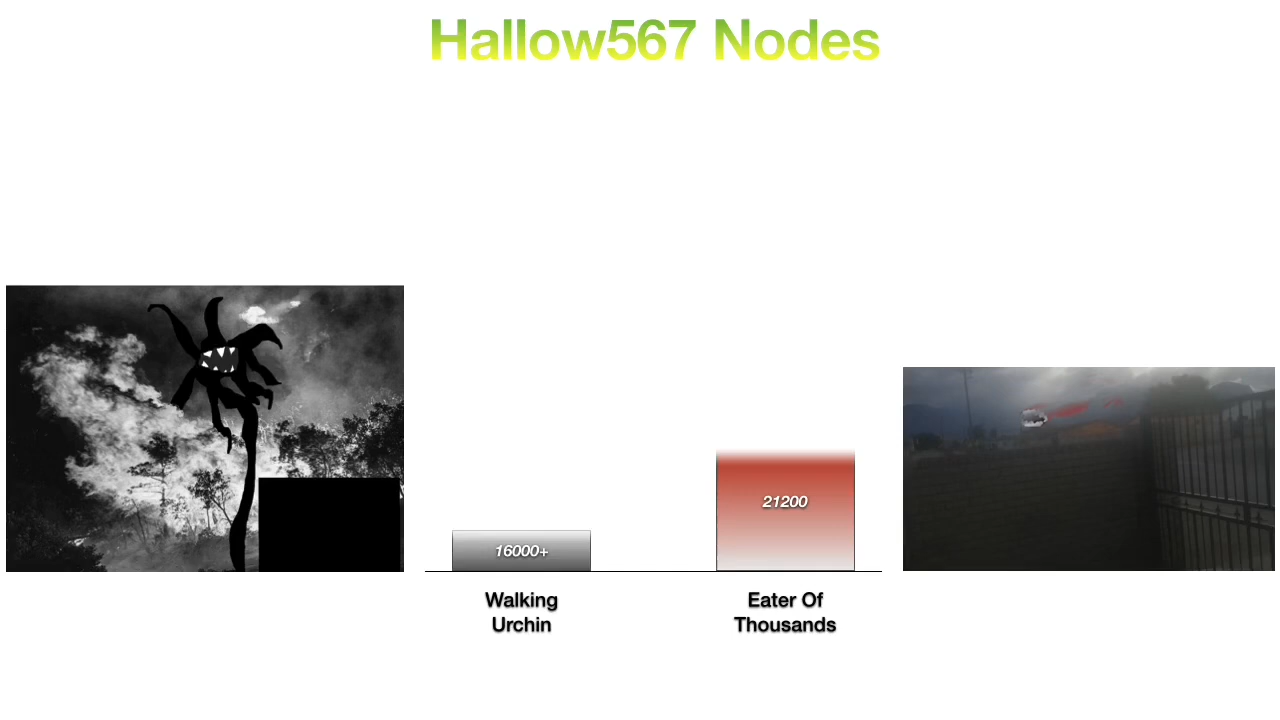 Hallow567 Nodes
16000+
21200
Walking
Urchin
Eater Of
Thousands